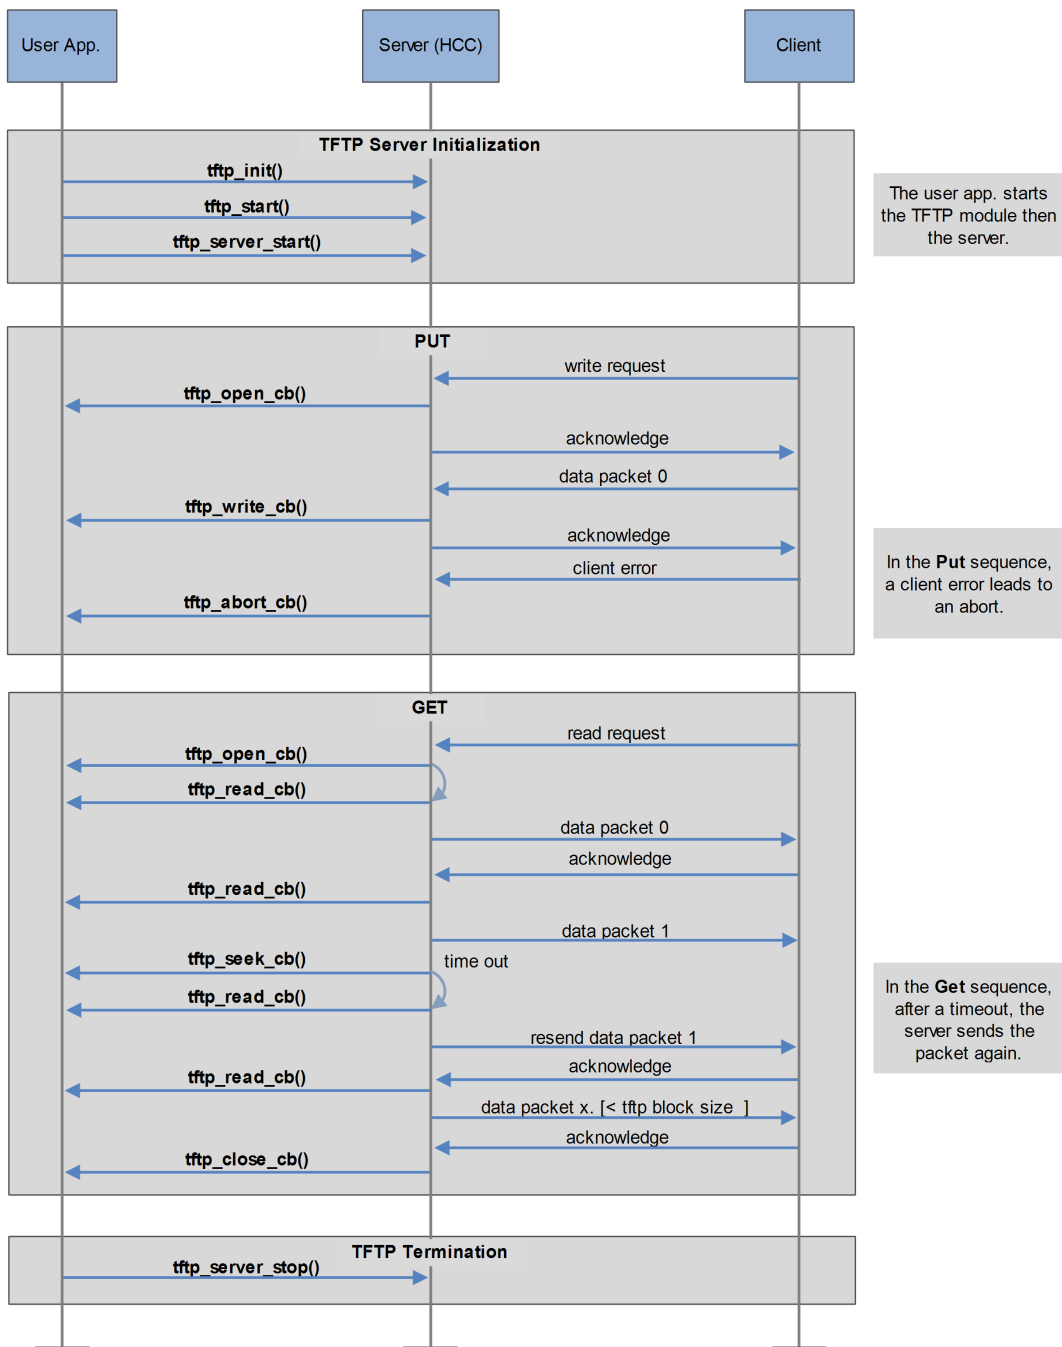 User App.
Server (HCC)
Client
TFTP Server Initialization
tftp_init()
tftp_start()
tftp_server_start()
The user app. starts
the TFTP module then
the server.
PUT
write request
tftp_open_cb()
acknowledge
data packet 0
tftp_write_cb()
acknowledge
client error
tftp_abort_cb()
In the Put sequence,
a client error leads to
an abort.
GET
read request
tftp_open_cb()
tftp_read_cb()
data packet 0
acknowledge
tftp_read_cb()
data packet 1
tftp_seek_cb()
time out
tftp_read_cb()
resend data packet 1
acknowledge
tftp_read_cb()
data packet x. [< tftp block size ]
acknowledge
tftp_close_cb()
In the Get sequence,
after a timeout, the
server sends the
packet again.
TFTP Termination
tftp_server_stop()